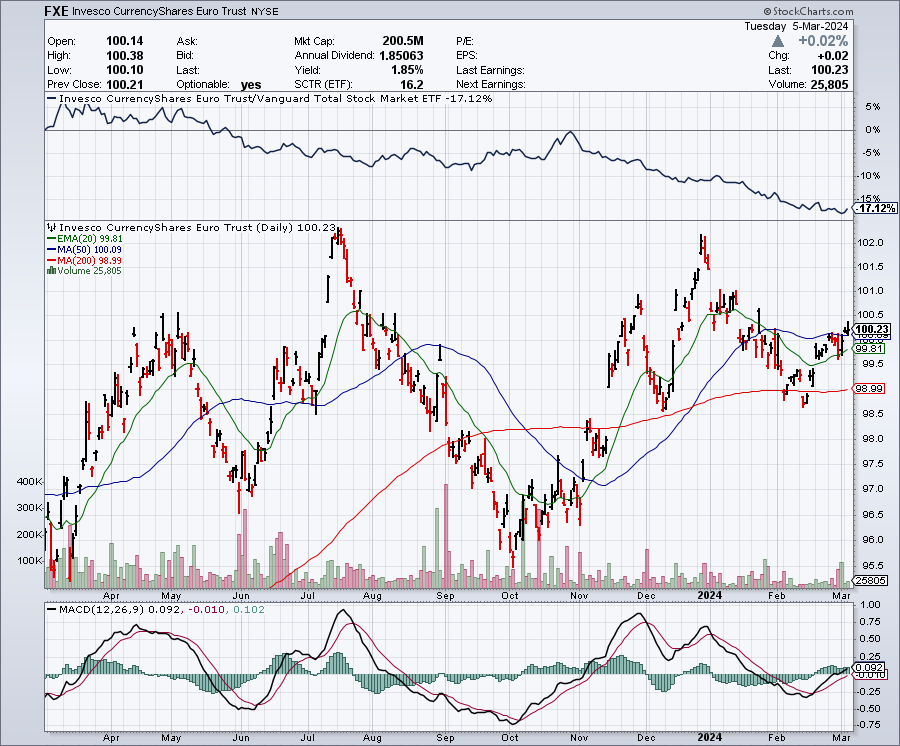 FXE Invesco CurrencyShares Euro Trust NYSE
© StockCharts.com
Tuesday 5-Mar-2024
Open: 100.14 Ask: Mkt Cap: 200.5M P/E: ▲ +0.02%
High: 100.38 Bid: Annual Dividend: 1.85063 EPS: Chg: +0.02
Low: 100.10 Last: Yield: 1.85% Last Earnings: Last: 100.23
Prev Close: 100.21 Optionable: yes SCTR (ETF): 16.2 Next Earnings: Volume: 25,805
Invesco CurrencyShares Euro Trust/Vanguard Total Stock Market ETF -17.12%
5%
0%
-5%
-10%
-15%
-17.12%
Invesco CurrencyShares Euro Trust (Daily) 100.23
EMA(20) 99.81
MA(50) 100.09
MA(200) 98.99
Volume 25,805
102.0
101.5
101.0
100.5
100.23
99.81
99.5
98.99
98.5
98.0
97.5
97.0
96.5
96.0
95.5
400K
300K
200K
100K
25805
Apr May Jun Jul Aug Sep Oct Nov Dec 2024 Feb Mar
MACD(12,26,9) 0.092, -0.010, 0.102
1.00
0.75
0.50
0.25
0.092
-0.010
-0.25
-0.50
-0.75
Apr May Jun Jul Aug Sep Oct Nov Dec 2024 Feb Mar